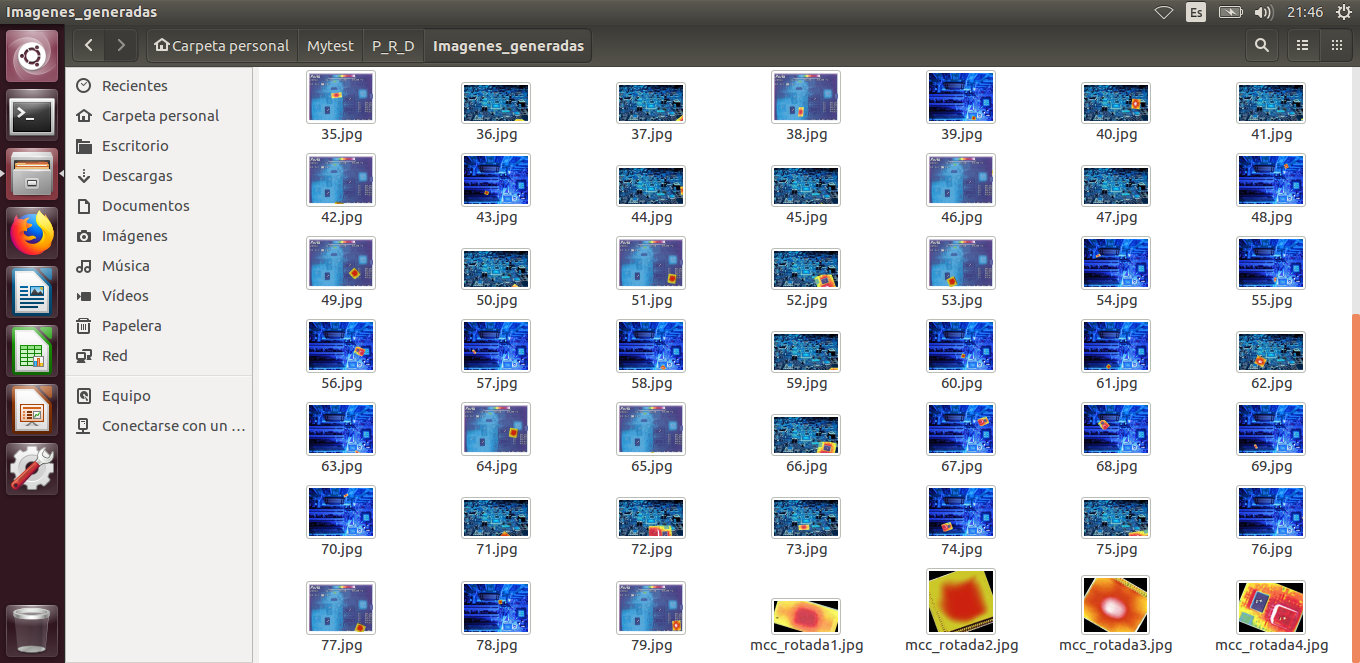 Imagenes_generadas
Es
21:46
Carpeta personal
Mytest
P_R_D
Imagenes_generadas
Recientes
Carpeta personal
Escritorio
Descargas
Documentos
Imágenes
Música
Vídeos
Papelera
Red
Equipo
Conectarse con un …
35.jpg 36.jpg 37.jpg 38.jpg 39.jpg 40.jpg 41.jpg
42.jpg 43.jpg 44.jpg 45.jpg 46.jpg 47.jpg 48.jpg
49.jpg 50.jpg 51.jpg 52.jpg 53.jpg 54.jpg 55.jpg
56.jpg 57.jpg 58.jpg 59.jpg 60.jpg 61.jpg 62.jpg
63.jpg 64.jpg 65.jpg 66.jpg 67.jpg 68.jpg 69.jpg
70.jpg 71.jpg 72.jpg 73.jpg 74.jpg 75.jpg 76.jpg
77.jpg 78.jpg 79.jpg mcc_rotada1.jpg mcc_rotada2.jpg mcc_rotada3.jpg mcc_rotada4.jpg